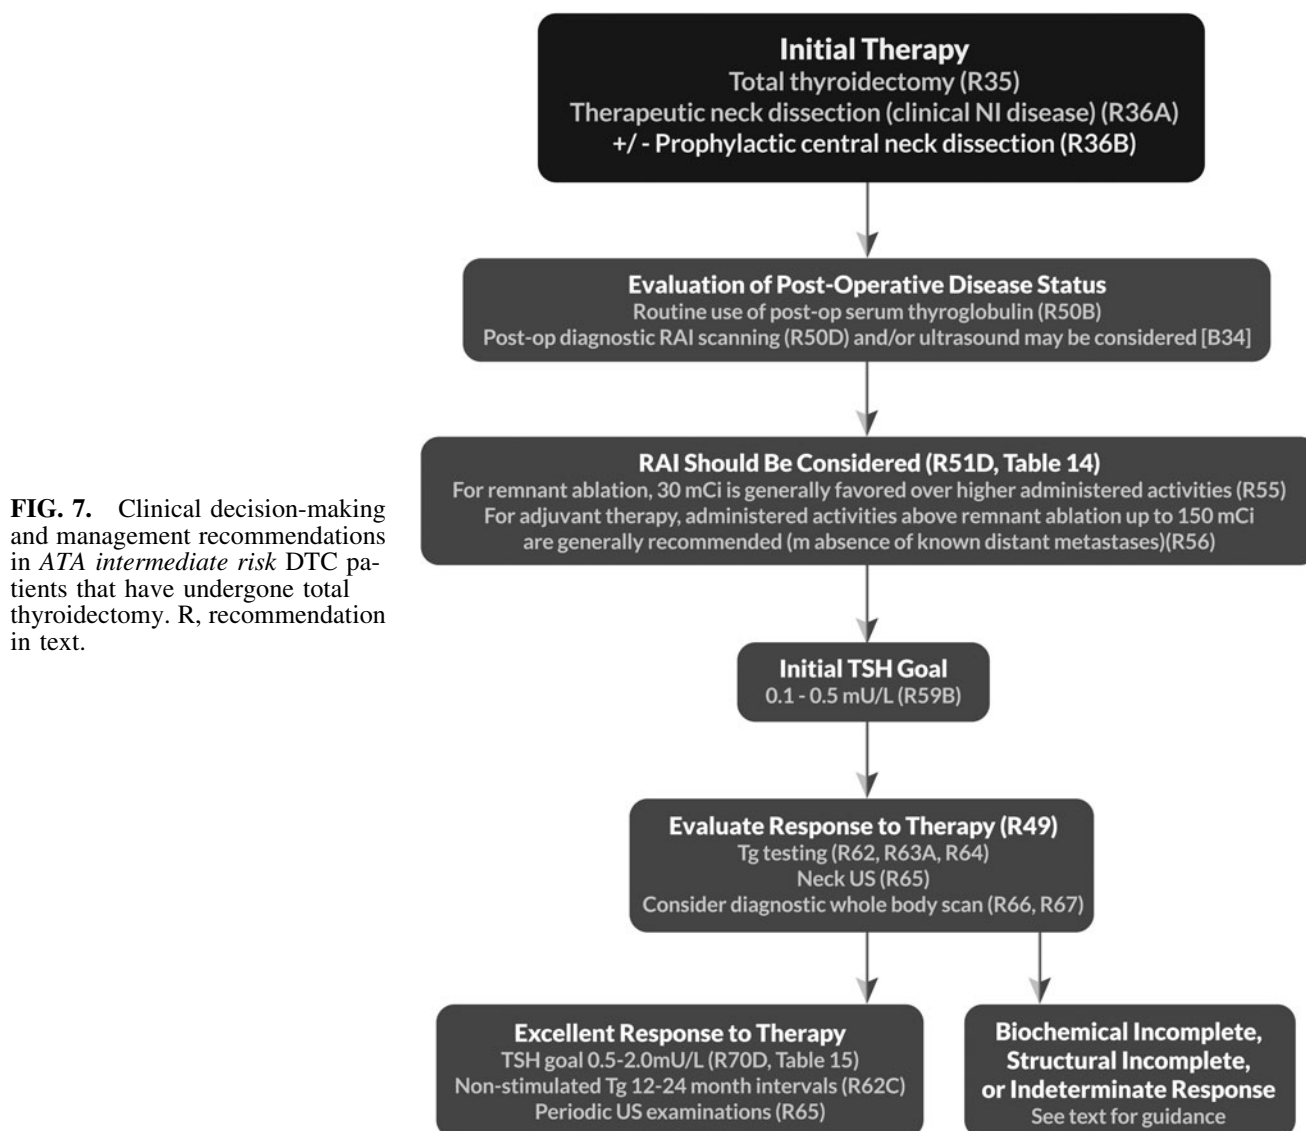 Initial Therapy
Total thyroidectomy (R35)
Therapeutic neck dissection (clinical NI disease) (R36A)
+/ - Prophylactic central neck dissection (R36B)
Evaluation of Post-Operative Disease Status
Routine use of post-op serum thyroglobulin (R50B)
Post-op diagnostic RAI scanning (R50D) and/or ultrasound may be considered [B34]
RAI Should Be Considered (R51D, Table 14)
For remnant ablation, 30 mCi is generally favored over higher administered activities (R55)
For adjuvant therapy, administered activities above remnant ablation up to 150 mCi
are generally recommended (m absence of known distant metastases)(R56)
FIG. 7. Clinical decision-making
and management recommendations
in ATA intermediate risk DTC pa-
tients that have undergone total
thyroidectomy. R, recommendation
in text.
Initial TSH Goal
0.1 - 0.5 mU/L (R59B)
Evaluate Response to Therapy (R49)
Tg testing (R62, R63A, R64)
Neck US (R65)
Consider diagnostic whole body scan (R66, R67)
Excellent Response to Therapy
TSH goal 0.5-2.0mU/L (R70D, Table 15)
Non-stimulated Tg 12-24 month intervals (R62C)
Periodic US examinations (R65)
Biochemical Incomplete,
Structural Incomplete,
or Indeterminate Response
See text for guidance